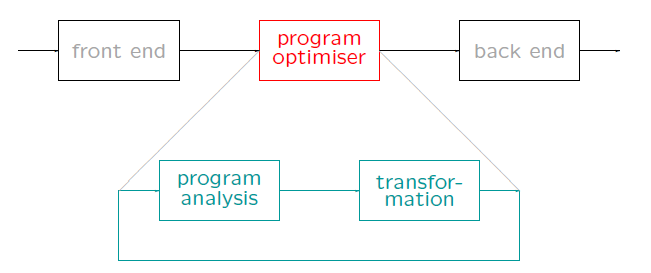 front end
program
optimiser
back end
program
analysis
transfor-
mation